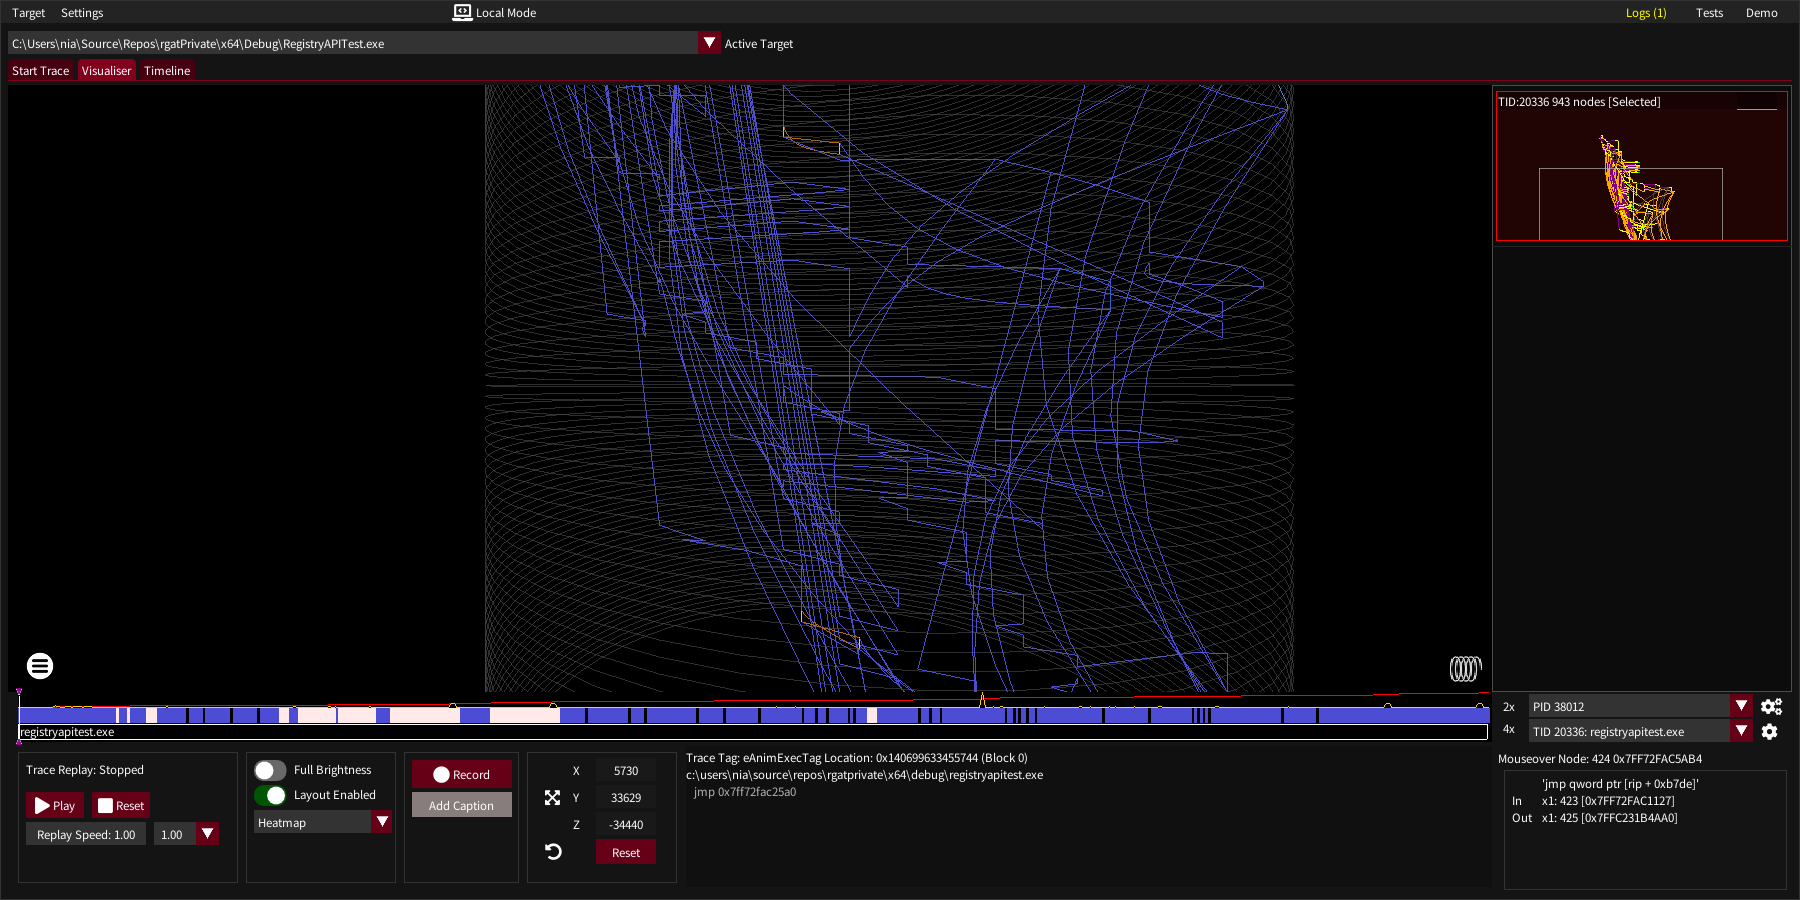 Target Settings Local Mode Logs (1) Tests Demo
C:\Users\nia\Source\Repos\rgatPrivate\x64\Debug\RegistryAPITest.exe Active Target
Start Trace Visualiser Timeline
TID:20336 943 nodes [Selected]
2x PID 38012
registryapitest.exe 4x TID 20336: registryapitest.exe
Trace Replay: Stopped
Play Reset
Replay Speed: 1.00 1.00
Full Brightness
Layout Enabled
Heatmap
Record
Add Caption
X 5730
Y 33629
Z -34440
Reset
Trace Tag: eAnimExecTag Location: 0x140699633455744 (Block 0)
c:\users\nia\source\repos\rgatprivate\x64\debug\registryapitest.exe
jmp 0x7ff72fac25a0
Mouseover Node: 424 0x7FF72FAC5AB4
'jmp qword ptr [rip + 0xb7de]'
In x1: 423 [0x7FF72FAC1127]
Out x1: 425 [0x7FFC231B4AA0]